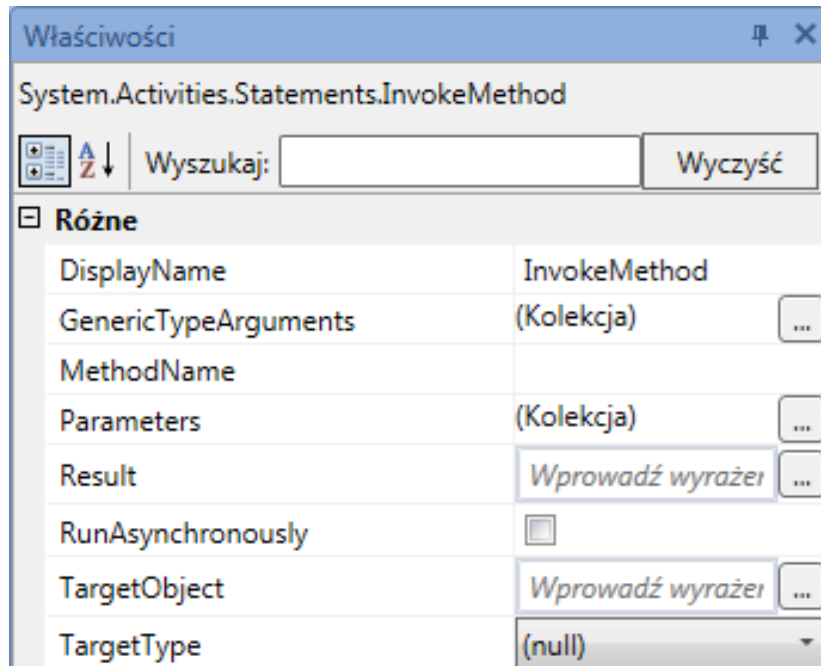 Właściwości
System.Activities.Statements.InvokeMethod
AZ Wyszukaj: Wyczyść
Różne
DisplayName InvokeMethod
GenericTypeArguments (Kolekcja) ...
MethodName
Parameters (Kolekcja) ...
Result Wprowadź wyrażer ...
RunAsynchronously
TargetObject Wprowadź wyrażer ...
TargetType (null)